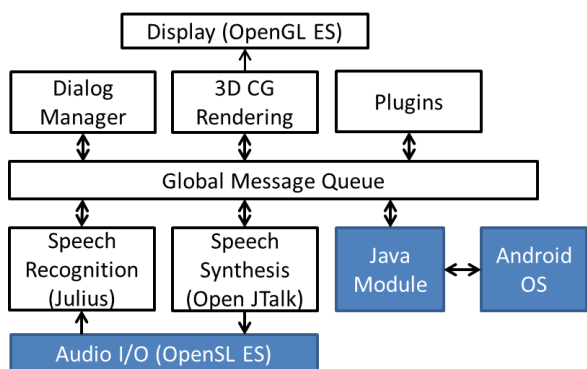 Display (OpenGL ES)
Dialog
Manager
3D CG
Rendering
Plugins
Global Message Queue
Speech
Recognition
(Julius)
Speech
Synthesis
(Open JTalk)
Java
Module
Android
OS
Audio I/O (OpenSL ES)